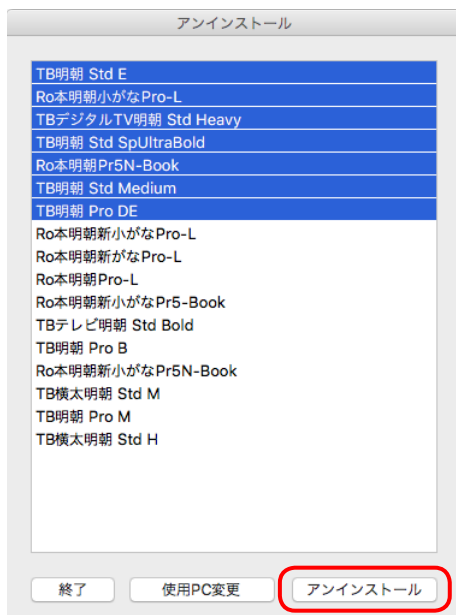 アンインストール
TB明朝 Std E
Ro本明朝小がなPro-L
TBデジタルTV明朝 Std Heavy
TB明朝 Std SpUltraBold
Ro本明朝Pr5N-Book
TB明朝 Std Medium
TB明朝 Pro DE
Ro本明朝新小がなPro-L
Ro本明朝新がなPro-L
Ro本明朝Pro-L
Ro本明朝新小がなPr5-Book
TBテレビ明朝 Std Bold
TB明朝 Pro B
Ro本明朝新小がなPr5N-Book
TB横太明朝 Std M
TB明朝 Pro M
TB横太明朝 Std H
終了 使用PC変更 アンインストール